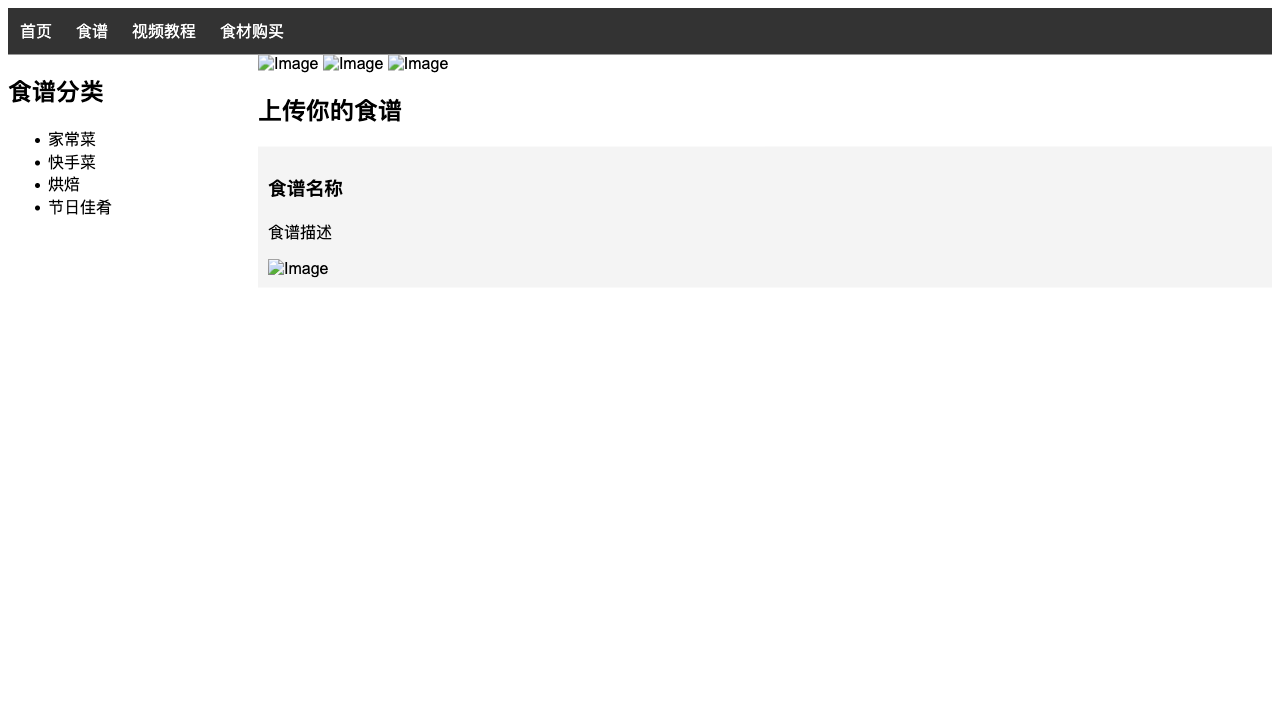 首页 食谱 视频教程 食材购买
食谱分类
家常菜
快手菜
烘焙
节日佳肴
Image Image Image
上传你的食谱
食谱名称
食谱描述
Image